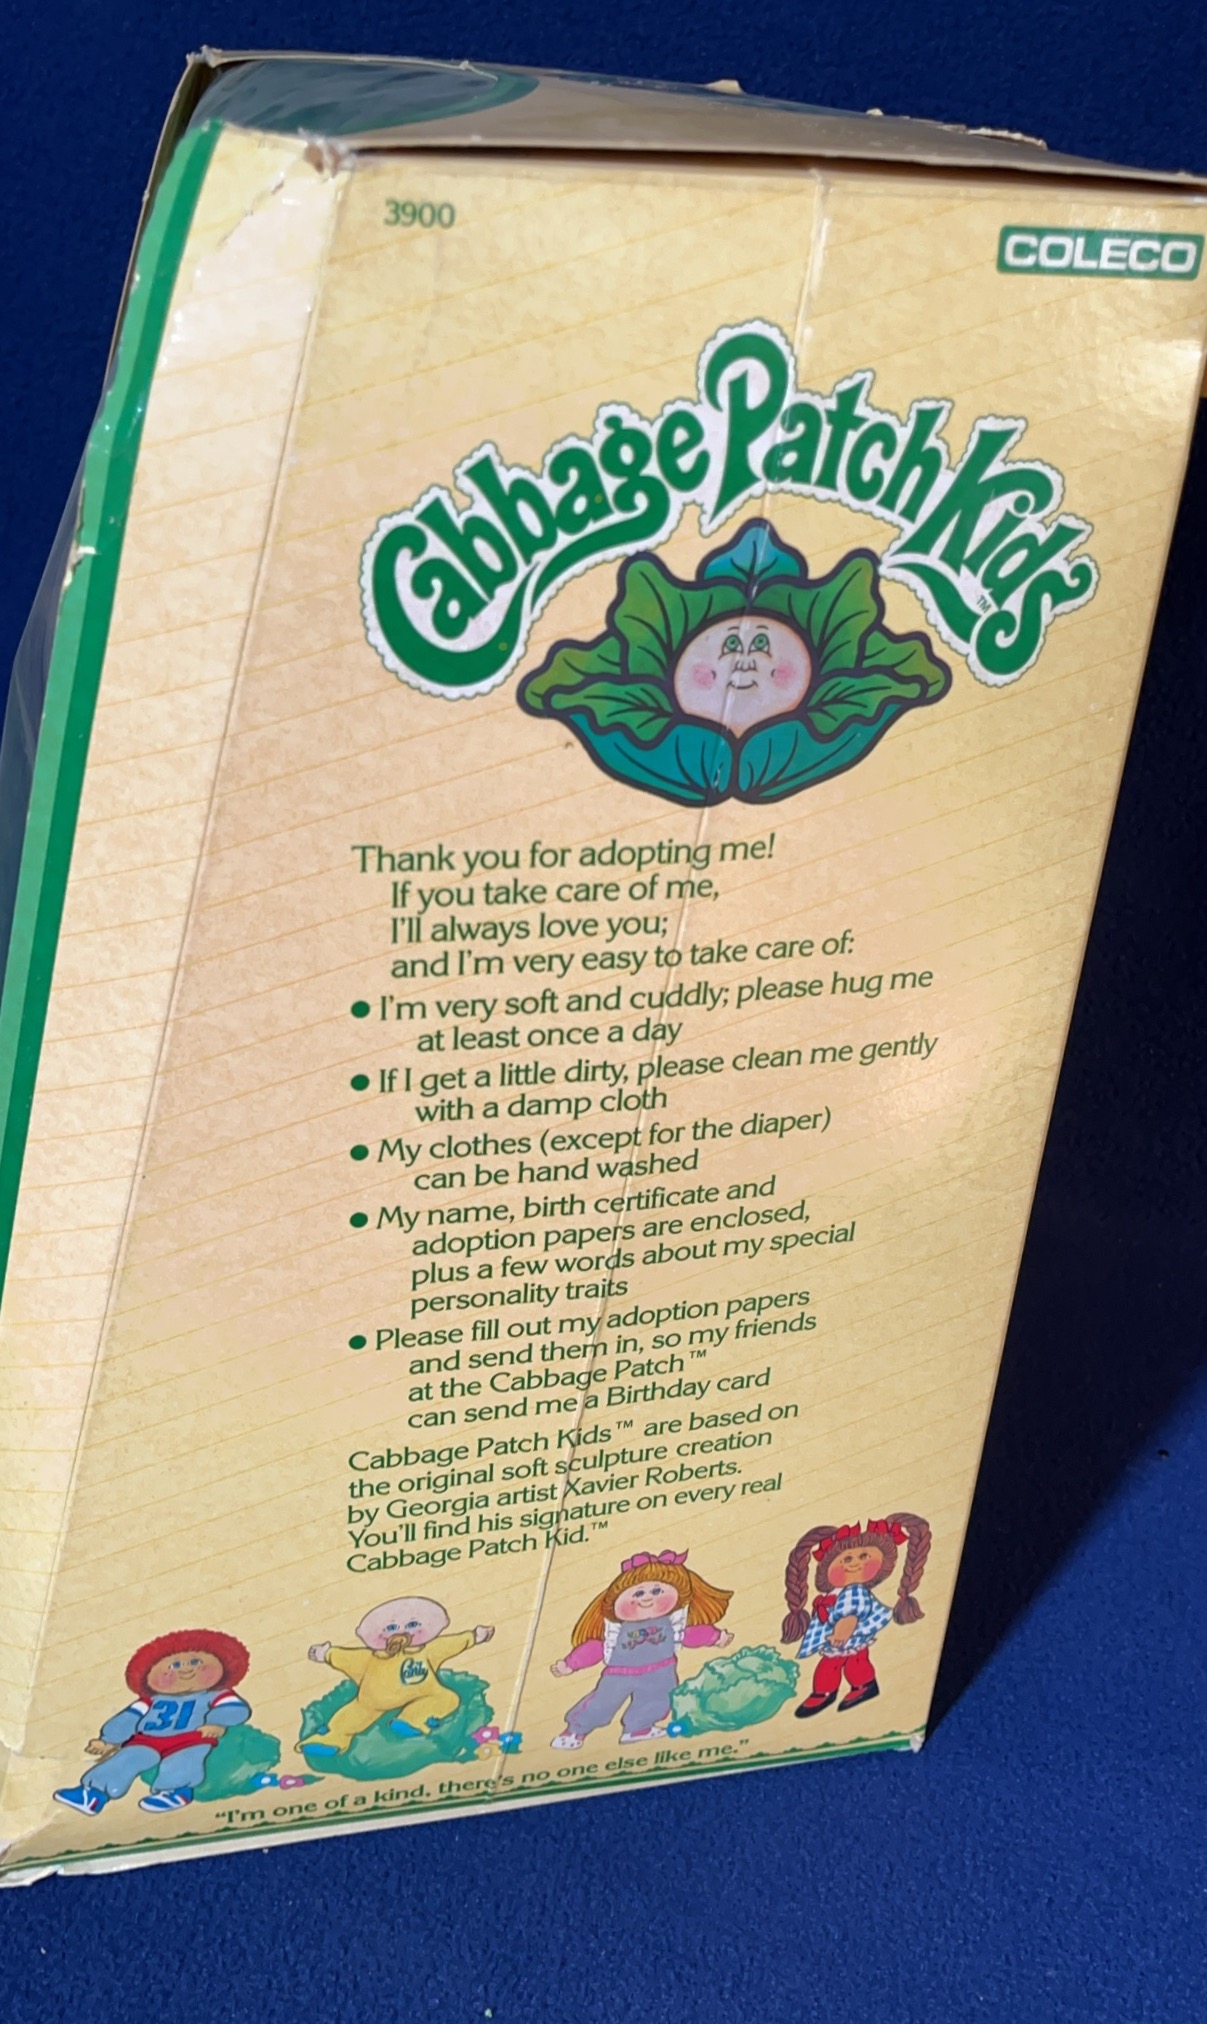 3900
COLECO
Cabbage Patch Kids™
Thank you for adopting me!
If you take care of me,
I'll always love you;
and I'm very easy to take care of:
● I'm very soft and cuddly; please hug me
at least once a day
● If I get a little dirty, please clean me gently
with a damp cloth
● My clothes (except for the diaper)
can be hand washed
● My name, birth certificate and
adoption papers are enclosed,
plus a few words about my special
personality traits
● Please fill out my adoption papers
and send them in, so my friends
at the Cabbage Patch™
can send me a Birthday card
Cabbage Patch Kids™ are based on
the original soft sculpture creation
by Georgia artist Xavier Roberts.
You'll find his signature on every real
Cabbage Patch Kid.™
31
"I'm one of a kind, there's no one else like me."